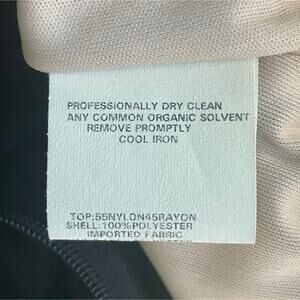 PROFESSIONALLY DRY CLEAN
ANY COMMON ORGANIC SOLVENT
REMOVE PROMPTLY
COOL IRON
TOP:55NYLON45RAYON
SHELL:100%POLYESTER
IMPORTED FABRIC